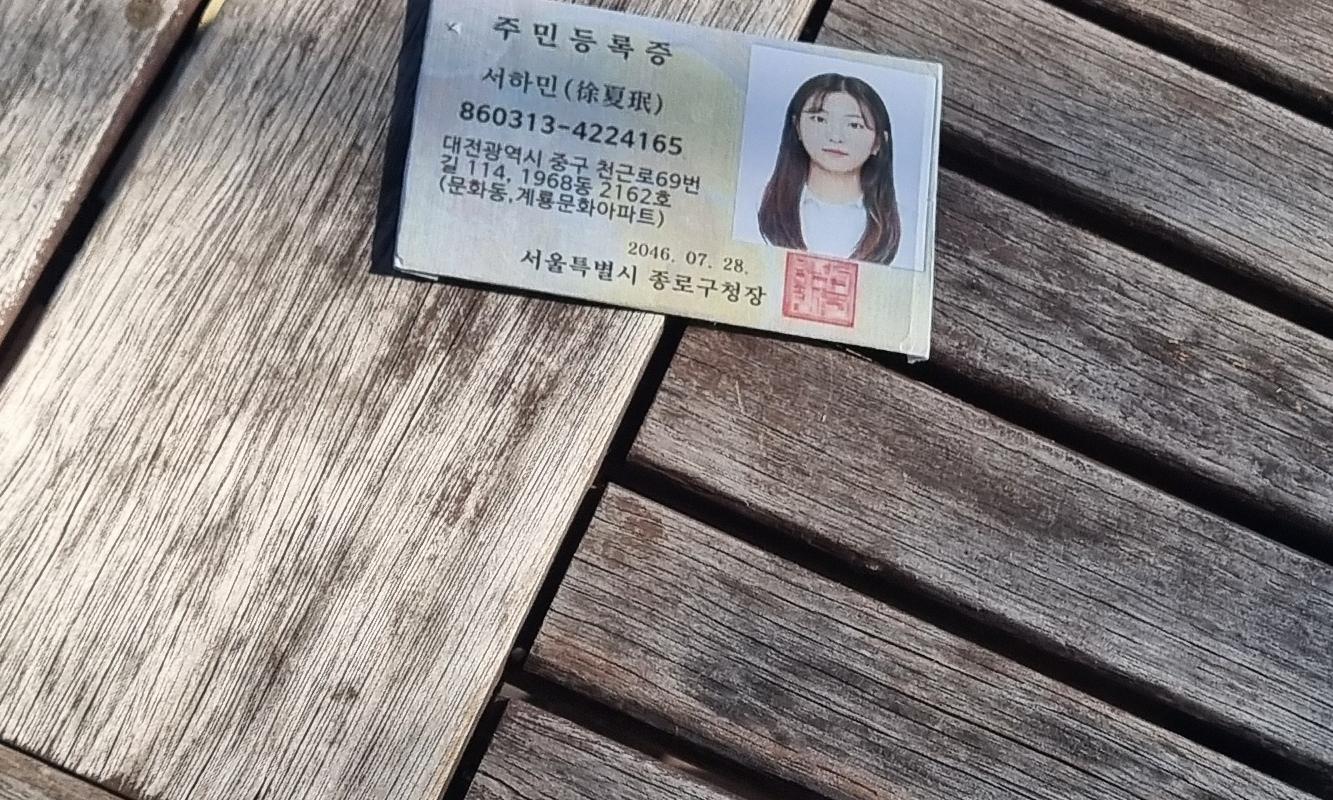 주민등록증
서하민(徐夏珉)
860313-4224165
대전광역시 중구 천근로69번
길 114, 1968동 2162호
(문화동,계룡문화아파트)
2046. 07. 28.
서울특별시 종로구청장